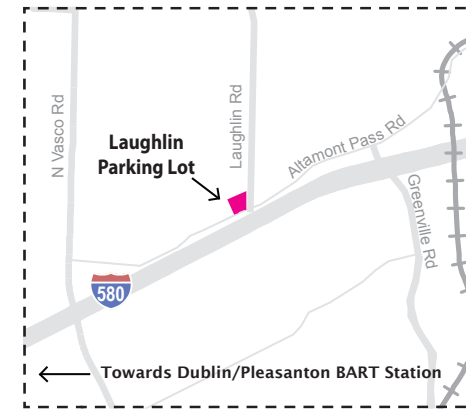 N Vasco Rd
Laughlin Rd
Laughlin
Parking Lot
Altamont Pass Rd
Greenville Rd
580
Towards Dublin/Pleasanton BART Station